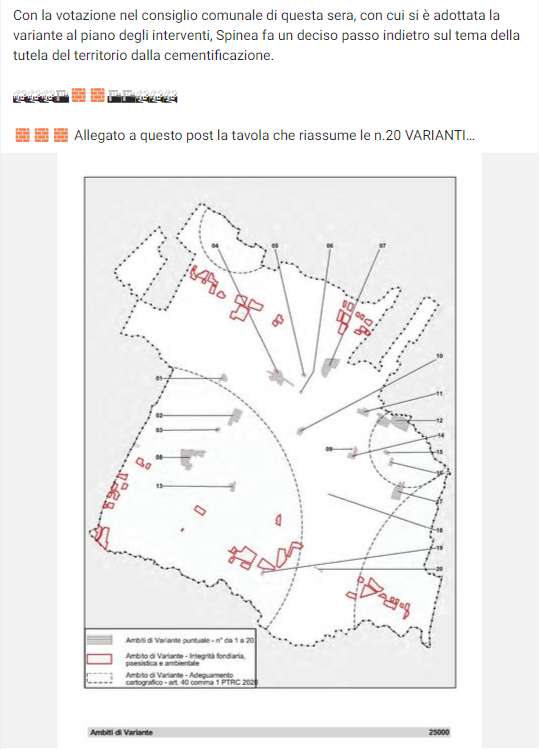 Con la votazione nel consiglio comunale di questa sera, con cui si è adottata la
variante al piano degli interventi, Spinea fa un deciso passo indietro sul tema della
tutela del territorio dalla cementificazione.
🧱🧱
🧱🧱🧱 Allegato a questo post la tavola che riassume le n.20 VARIANTI...
04 05 06 07
10
01
11
02
12
03
14
09
15
08
16
13
17
18
19
20
Ambiti di Variante puntuale - n° da 1 a 20
Ambito di Variante - Integrità fondiaria,
paesistica e ambientale
Ambito di Variante - Adeguamento
cartografico - art. 40 comma 1 PTRC 2020
Ambiti di Variante 25000